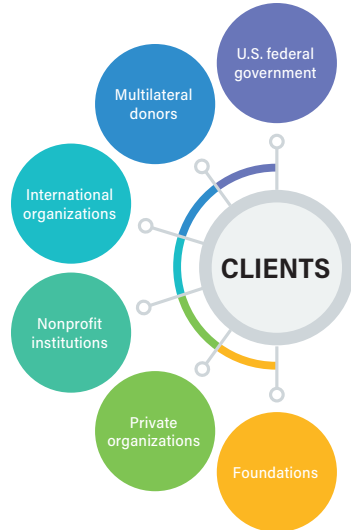 U.S. federal
government
Multilateral
donors
International
organizations
CLIENTS
Nonprofit
institutions
Private
organizations
Foundations